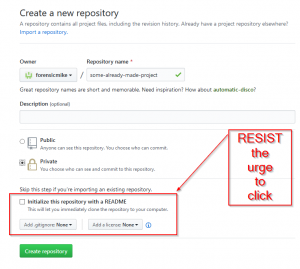 Create a new repository
A repository contains all project files, including the revision history. Already have a project repository elsewhere?
Import a repository.
Owner
Repository name *
forensicmike
/
some-already-made-project
Great repository names are short and memorable. Need inspiration? How about automatic-disco?
Description (optional)
Public
Anyone can see this repository. You choose who can commit.
Private
You choose who can see and commit to this repository.
Skip this step if you're importing an existing repository.
Initialize this repository with a README
This will let you immediately clone the repository to your computer.
Add .gitignore: None
Add a license: None
Create repository
RESIST
the
urge
to
click